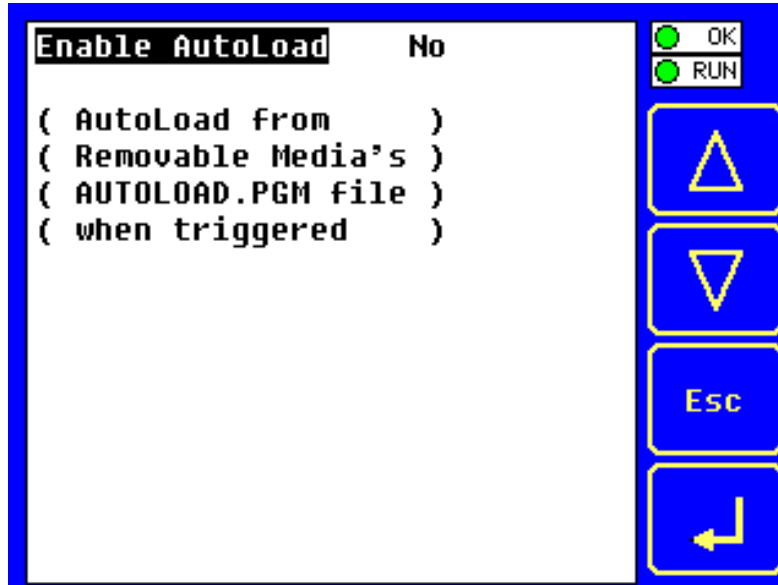 Enable AutoLoad No
( AutoLoad from )
( Removable Media's )
( AUTOLOAD.PGM file )
( when triggered )
OK
RUN
Esc